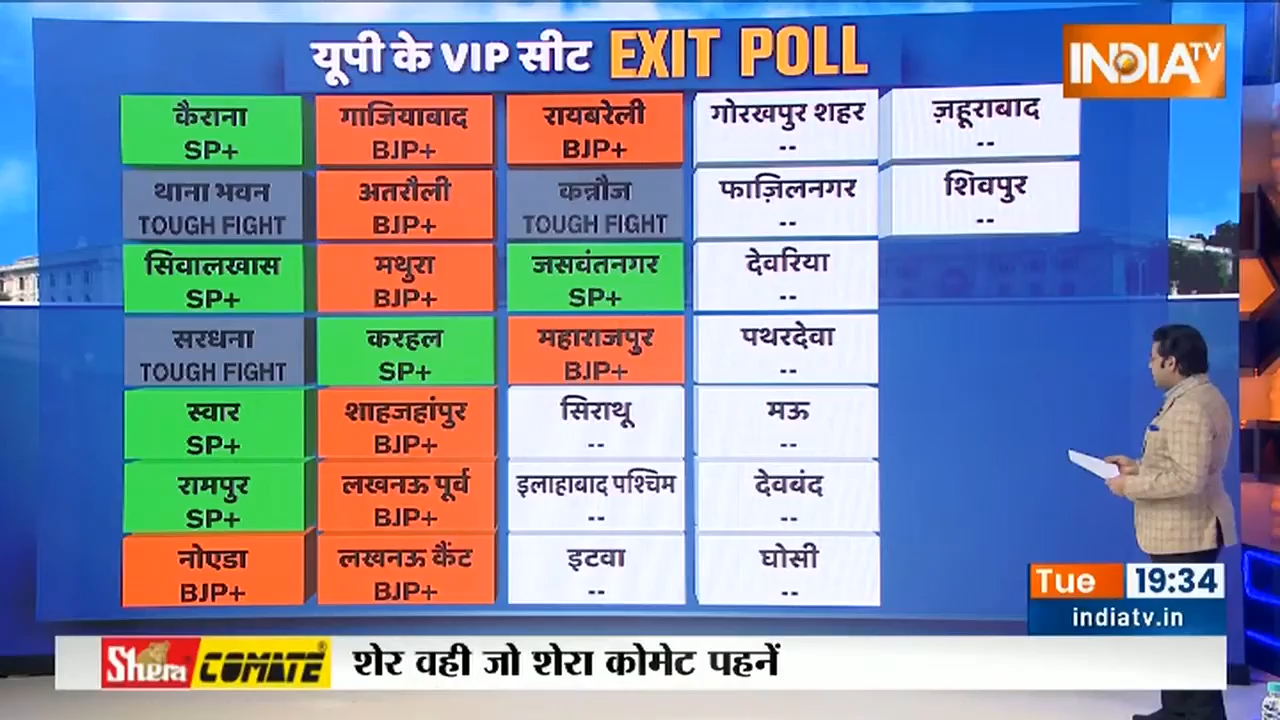 यूपी के VIP सीट EXIT POLL
INDIA TV
कैराना
SP+
गाजियाबाद
BJP+
रायबरेली
BJP+
गोरखपुर शहर
--
ज़हूराबाद
--
थाना भवन
TOUGH FIGHT
अतरौली
BJP+
कन्नौज
TOUGH FIGHT
फाज़िलनगर
--
शिवपुर
--
सिवालखास
SP+
मथुरा
BJP+
जसवंतनगर
SP+
देवरिया
--
सरधना
TOUGH FIGHT
करहल
SP+
महाराजपुर
BJP+
पथरदेवा
--
स्वार
SP+
शाहजहांपुर
BJP+
सिराथू
--
मऊ
--
रामपुर
SP+
लखनऊ पूर्व
BJP+
इलाहाबाद पश्चिम
--
देवबंद
--
नोएडा
BJP+
लखनऊ कैंट
BJP+
इटवा
--
घोसी
--
Tue 19:34
indiatv.in
Shera COMATE शेर वही जो शेरा कोमेट पहनें